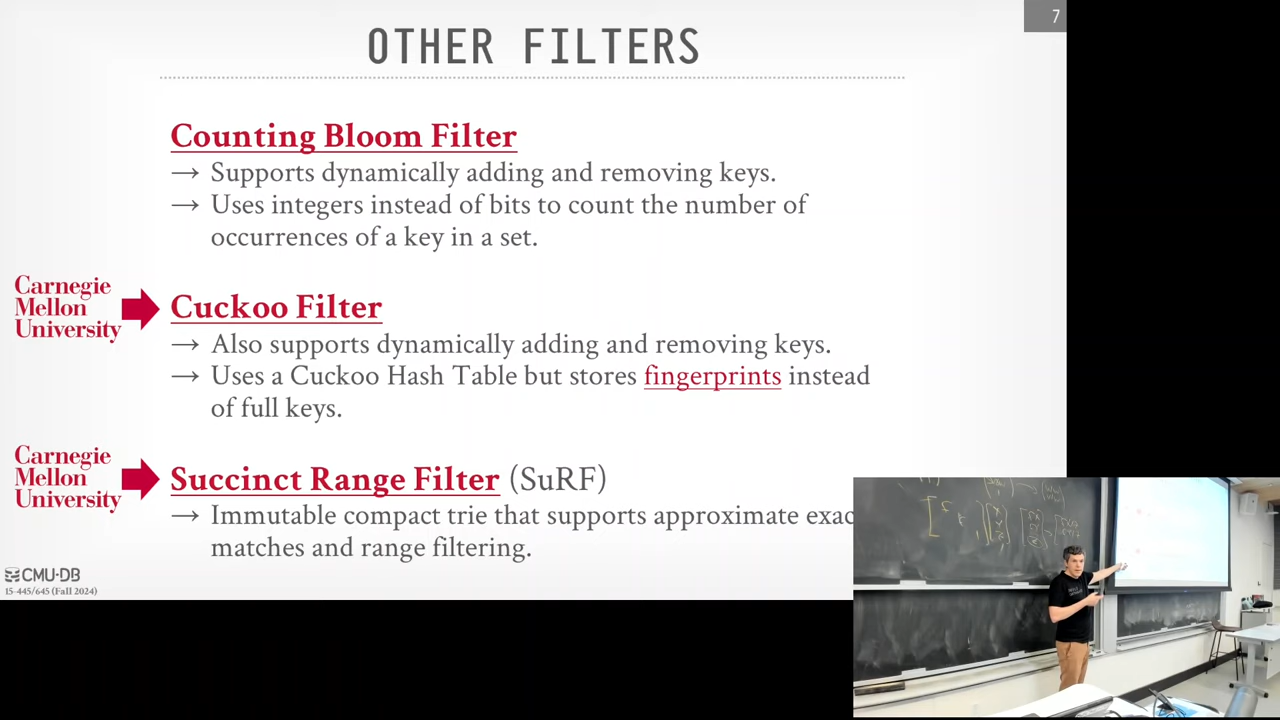 7
OTHER FILTERS
Counting Bloom Filter
→ Supports dynamically adding and removing keys.
→ Uses integers instead of bits to count the number of
occurrences of a key in a set.
Carnegie
Mellon
University
Cuckoo Filter
→ Also supports dynamically adding and removing keys.
→ Uses a Cuckoo Hash Table but stores fingerprints instead
of full keys.
Carnegie
Mellon
University
Succinct Range Filter (SuRF)
→ Immutable compact trie that supports approximate exac
matches and range filtering.
CMU·DB
15-445/645 (Fall 2024)